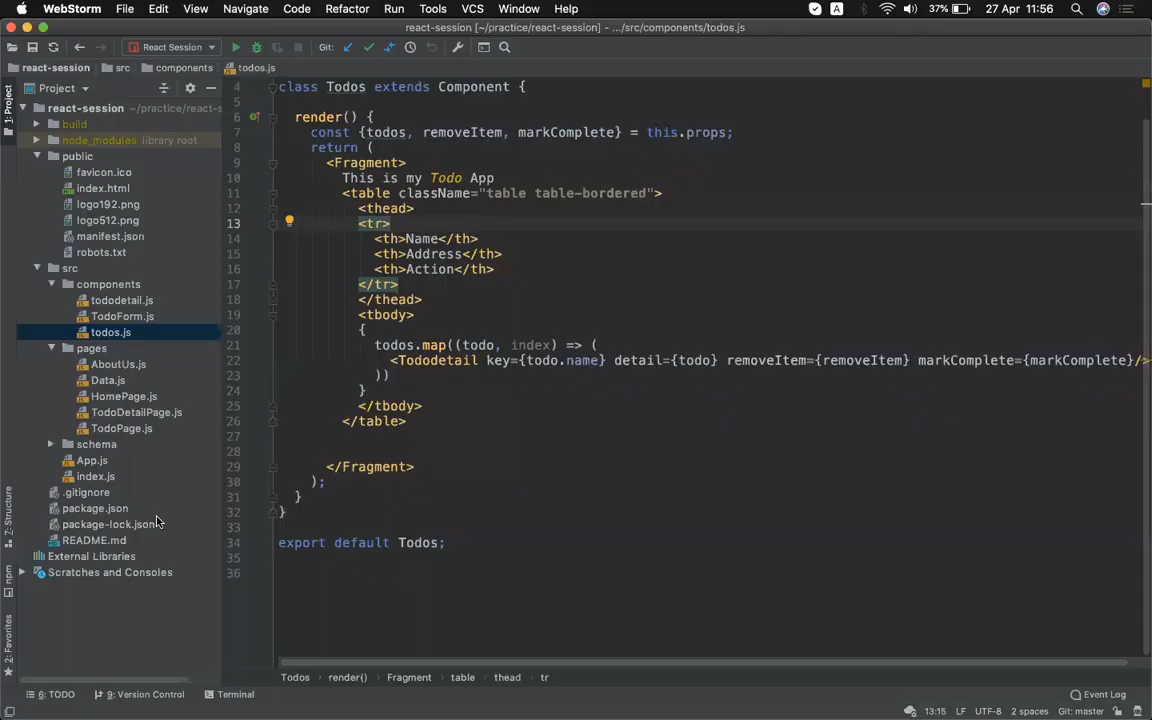 WebStorm File Edit View Navigate Code Refactor Run Tools VCS Window Help A 37% 27 Apr 11:56
react-session [~/practice/react-session] - .../src/components/todos.js
React Session Git:
react-session src components todos.js
1: Project
Project
react-session ~/practice/react-s
build
node_modules library root
public
favicon.ico
index.html
logo192.png
logo512.png
manifest.json
robots.txt
src
components
tododetail.js
TodoForm.js
todos.js
pages
AboutUs.js
Data.js
HomePage.js
TodoDetailPage.js
TodoPage.js
schema
App.js
index.js
.gitignore
package.json
package-lock.json
README.md
External Libraries
Scratches and Consoles
7: Structure
npm
2: Favorites
4 class Todos extends Component {
5
6 render() {
7 const {todos, removeItem, markComplete} = this.props;
8 return (
9 <Fragment>
10 This is my Todo App
11 <table className="table table-bordered">
12 <thead>
13 <tr>
14 <th>Name</th>
15 <th>Address</th>
16 <th>Action</th>
17 </tr>
18 </thead>
19 <tbody>
20 {
21 todos.map((todo, index) => (
22 <Tododetail key={todo.name} detail={todo} removeItem={removeItem} markComplete={markComplete}/>
23 ))
24 }
25 </tbody>
26 </table>
27
28
29 </Fragment>
30 );
31 }
32 }
33
34 export default Todos;
35
36
Todos render() Fragment table thead tr
6: TODO 9: Version Control Terminal Event Log
13:15 LF UTF-8 2 spaces Git: master